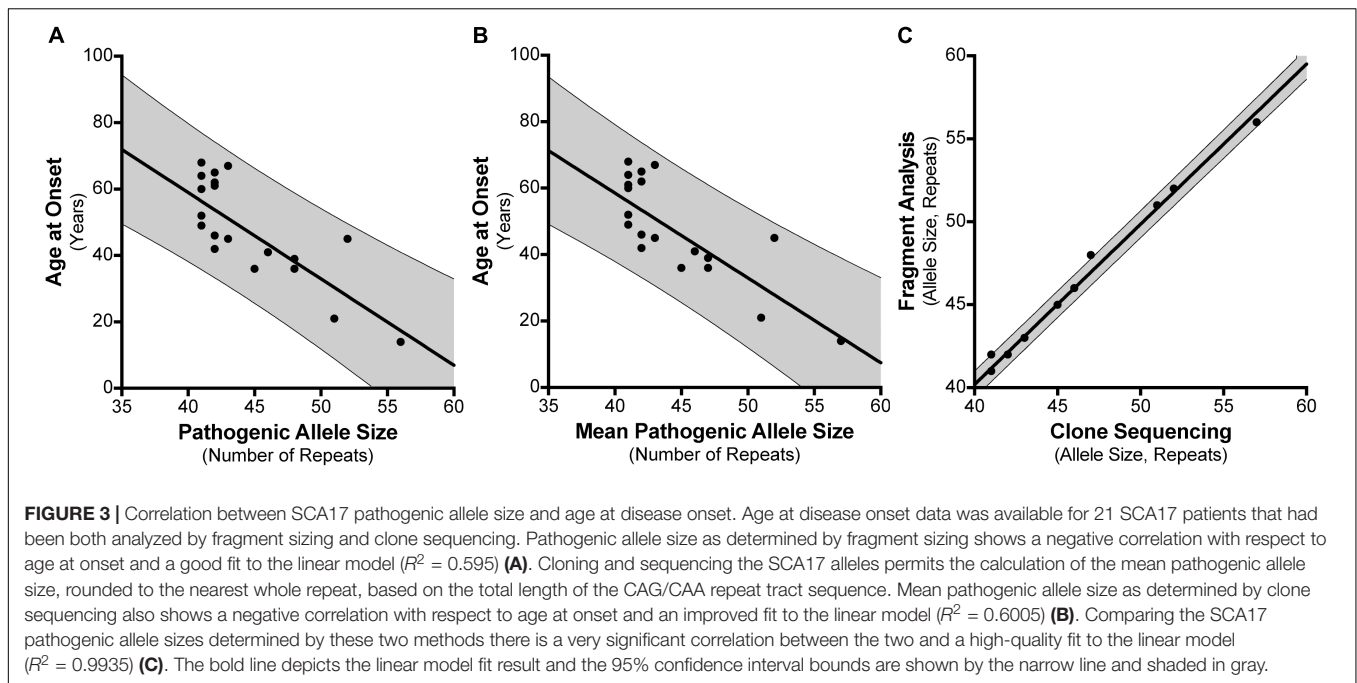 A
100
80
60
40
20
0
35
40
45
50
55
60
Age at Onset
(Years)
Pathogenic Allele Size
(Number of Repeats)
B
100
80
60
40
20
0
35
40
45
50
55
60
Age at Onset
(Years)
Mean Pathogenic Allele Size
(Number of Repeats)
C
60
55
50
45
40
40
45
50
55
60
Fragment Analysis
(Allele Size, Repeats)
Clone Sequencing
(Allele Size, Repeats)
FIGURE 3 | Correlation between SCA17 pathogenic allele size and age at disease onset. Age at disease onset data was available for 21 SCA17 patients that had
been both analyzed by fragment sizing and clone sequencing. Pathogenic allele size as determined by fragment sizing shows a negative correlation with respect to
age at onset and a good fit to the linear model (R² = 0.595) (A). Cloning and sequencing the SCA17 alleles permits the calculation of the mean pathogenic allele
size, rounded to the nearest whole repeat, based on the total length of the CAG/CAA repeat tract sequence. Mean pathogenic allele size as determined by clone
sequencing also shows a negative correlation with respect to age at onset and an improved fit to the linear model (R² = 0.6005) (B). Comparing the SCA17
pathogenic allele sizes determined by these two methods there is a very significant correlation between the two and a high-quality fit to the linear model
(R² = 0.9935) (C). The bold line depicts the linear model fit result and the 95% confidence interval bounds are shown by the narrow line and shaded in gray.